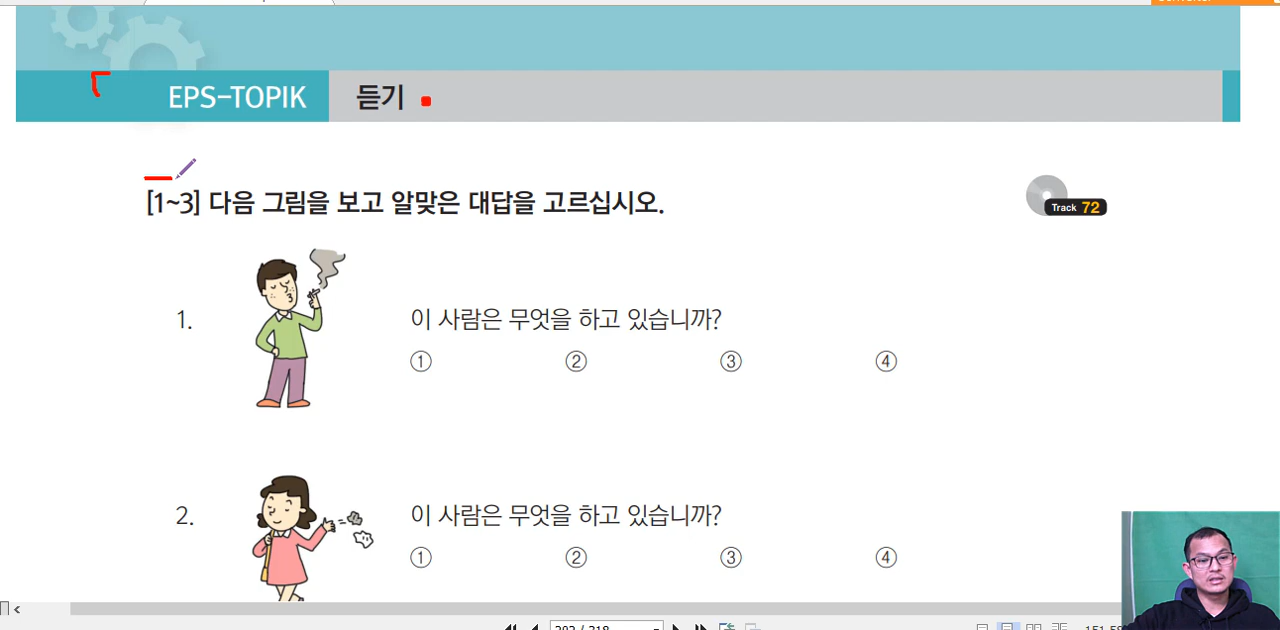 EPS-TOPIK 듣기
[1~3] 다음 그림을 보고 알맞은 대답을 고르십시오.
Track 72
1. 이 사람은 무엇을 하고 있습니까?
① ② ③ ④
2. 이 사람은 무엇을 하고 있습니까?
① ② ③ ④